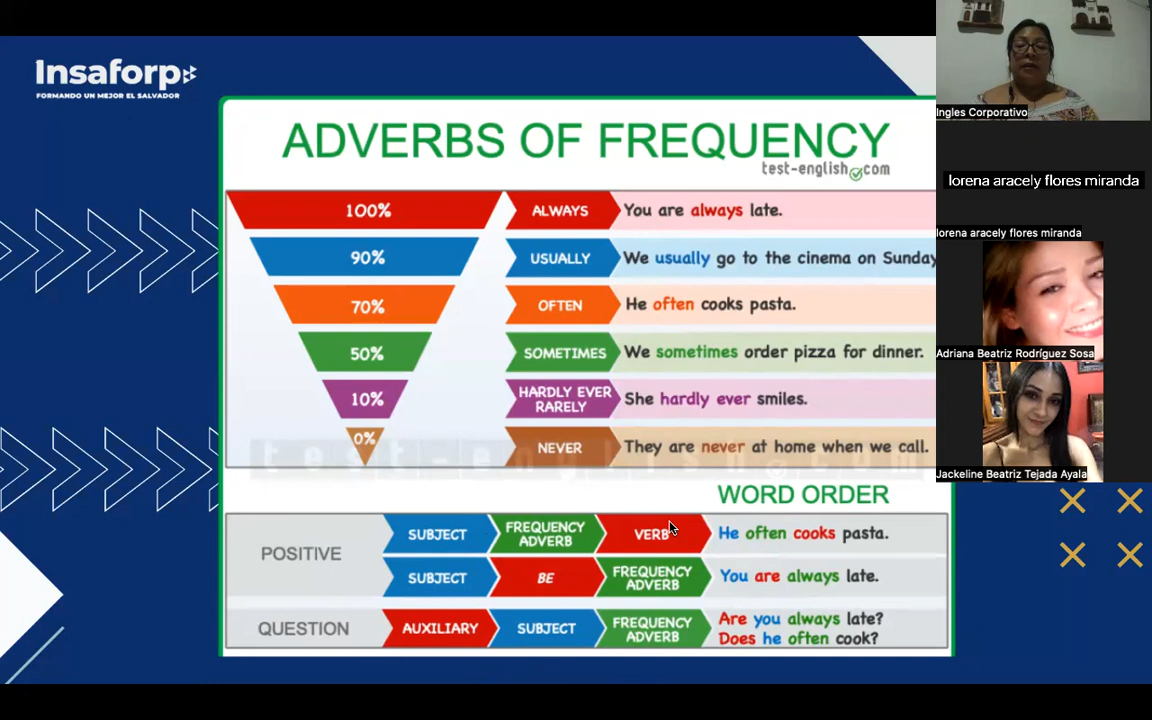 Insaforp
FORMANDO UN MEJOR EL SALVADOR
ADVERBS OF FREQUENCY
test-english.com
100% ALWAYS You are always late.
90% USUALLY We usually go to the cinema on Sunday
70% OFTEN He often cooks pasta.
50% SOMETIMES We sometimes order pizza for dinner.
10% HARDLY EVER RARELY She hardly ever smiles.
0% NEVER They are never at home when we call.
test-english.com
WORD ORDER
POSITIVE
SUBJECT FREQUENCY ADVERB VERB He often cooks pasta.
SUBJECT BE FREQUENCY ADVERB You are always late.
QUESTION AUXILIARY SUBJECT FREQUENCY ADVERB Are you always late?
Does he often cook?
Ingles Corporativo
lorena aracely flores miranda
lorena aracely flores miranda
Adriana Beatriz Rodríguez Sosa
Jackeline Beatriz Tejada Ayala